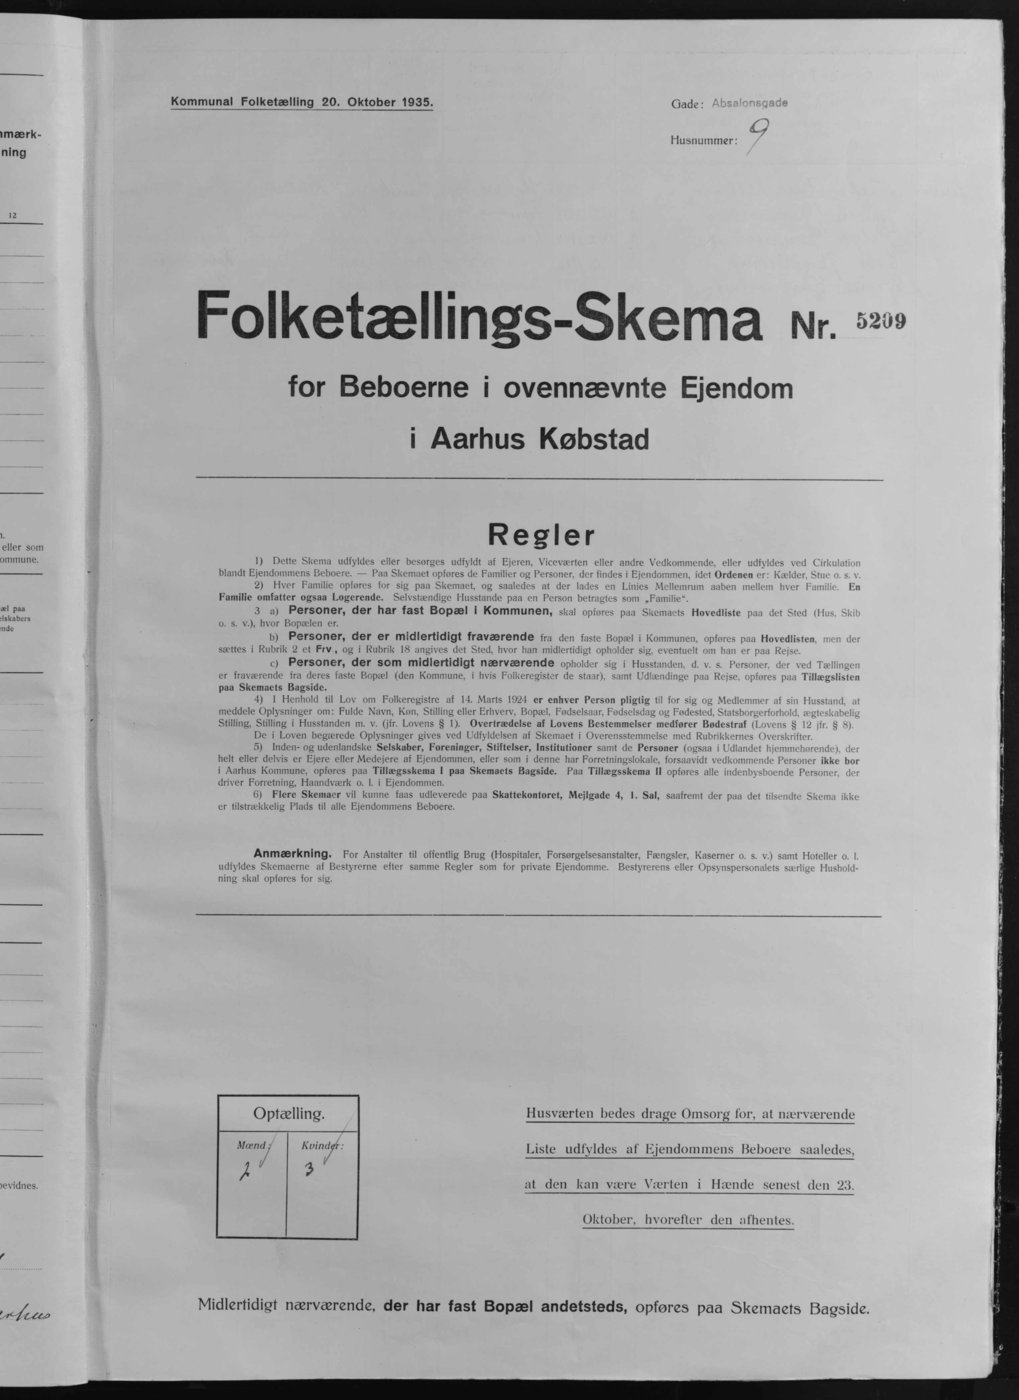 Kommunal Folketælling 20. Oktober 1935.
Gade: Absalonsgade
Husnummer: 9
Folketællings-Skema Nr. 5209
for Beboerne i ovennævnte Ejendom
i Aarhus Købstad
Regler
1) Dette Skema udfyldes eller besørges udfyldt af Ejeren, Viceværten eller andre Vedkommende, eller udfyldes ved Cirkulation
blandt Ejendommens Beboere. — Paa Skemaet opføres de Familier og Personer, der findes i Ejendommen, idet Ordenen er: Kælder, Stue o. s. v.
2) Hver Familie opføres for sig paa Skemaet, og saaledes at der lades en Linies Mellemrum aaben mellem hver Familie. En
Familie omfatter ogsaa Logerende. Selvstændige Husstande paa en Person betragtes som „Familie“.
3 a) Personer, der har fast Bopæl i Kommunen, skal opføres paa Skemaets Hovedliste paa det Sted (Hus, Skib
o. s. v.), hvor Bopælen er.
b) Personer, der er midlertidigt fraværende fra den faste Bopæl i Kommunen, opføres paa Hovedlisten, men der
sættes i Rubrik 2 et Frv., og i Rubrik 18 angives det Sted, hvor han midlertidigt opholder sig, eventuelt om han er paa Rejse.
c) Personer, der som midlertidigt nærværende opholder sig i Husstanden, d. v. s. Personer, der ved Tællingen
er fraværende fra deres faste Bopæl (den Kommune, i hvis Folkeregister de staar), samt Udlændinge paa Rejse, opføres paa Tillægslisten
paa Skemaets Bagside.
4) I Henhold til Lov om Folkeregistre af 14. Marts 1924 er enhver Person pligtig til for sig og Medlemmer af sin Husstand, at
meddele Oplysninger om: Fulde Navn, Kon, Stilling eller Erhverv, Bopæl, Fødselsaar, Fødselsdag og Fødested, Statsborgerforhold, ægteskabelig
Stilling, Stilling i Husstanden m. v. (jfr. Lovens § 1). Overtrædelse af Lovens Bestemmelser medfører Bødestraf (Lovens § 12 jfr. § 8).
De i Loven begærede Oplysninger gives ved Udfyldelsen af Skemaet i Overensstemmelse med Rubrikkernes Overskrifter.
5) Inden- og udenlandske Selskaber, Foreninger, Stiftelser, Institutioner samt de Personer (ogsaa i Udlandet hjemmehørende), der
helt eller delvis er Ejere eller Medejere af Ejendommen, eller som i denne har Forretningslokale, forsaavidt vedkommende Personer ikke bor
i Aarhus Kommune, opføres paa Tillægsskema I paa Skemaets Bagside. Paa Tillægsskema II opføres alle indenbysboende Personer, der
driver Forretning, Haandværk o. l. i Ejendommen.
6) Flere Skemaer vil kunne faas udleverede paa Skattekontoret, Mejlgade 4, 1. Sal, saafremt der paa det tilsendte Skema ikke
er tilstrækkelig Plads til alle Ejendommens Beboere.
Anmærkning. For Anstalter til offentlig Brug (Hospitaler, Forsørgelsesanstalter, Fængsler, Kaserner o. s. v.) samt Hoteller o. l.
udfyldes Skemaerne af Bestyrerne efter samme Regler som for private Ejendomme. Bestyrerens eller Opsynspersonalets særlige Hushold-
ning skal opføres for sig.
Optælling.
Mænd: Kvinder:
2 3
Husværten bedes drage Omsorg for, at nærværende
Liste udfyldes af Ejendommens Beboere saaledes,
at den kan være Værten i Hænde senest den 23.
Oktober, hvorefter den afhentes.
Midlertidigt nærværende, der har fast Bopæl andetsteds, opføres paa Skemaets Bagside.
mærk-
ning
12
eller som
ommune.
æl paa
elskabers
ende
evidnes.